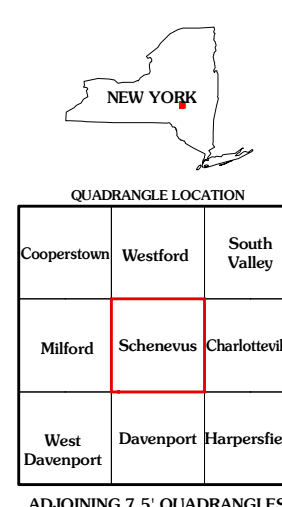 NEW YORK
QUADRANGLE LOCATION
Cooperstown Westford South Valley
Milford Schenevus Charlottevil
West Davenport Davenport Harpersfie
ADJOINING 7.5' QUADRANGLES